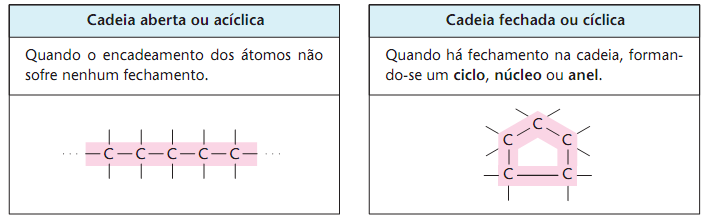 Cadeia aberta ou acíclica
Quando o encadeamento dos átomos não
sofre nenhum fechamento.
··· — C — C — C — C — C — ···
Cadeia fechada ou cíclica
Quando há fechamento na cadeia, forman-
do-se um ciclo, núcleo ou anel.
C
C C
C — C